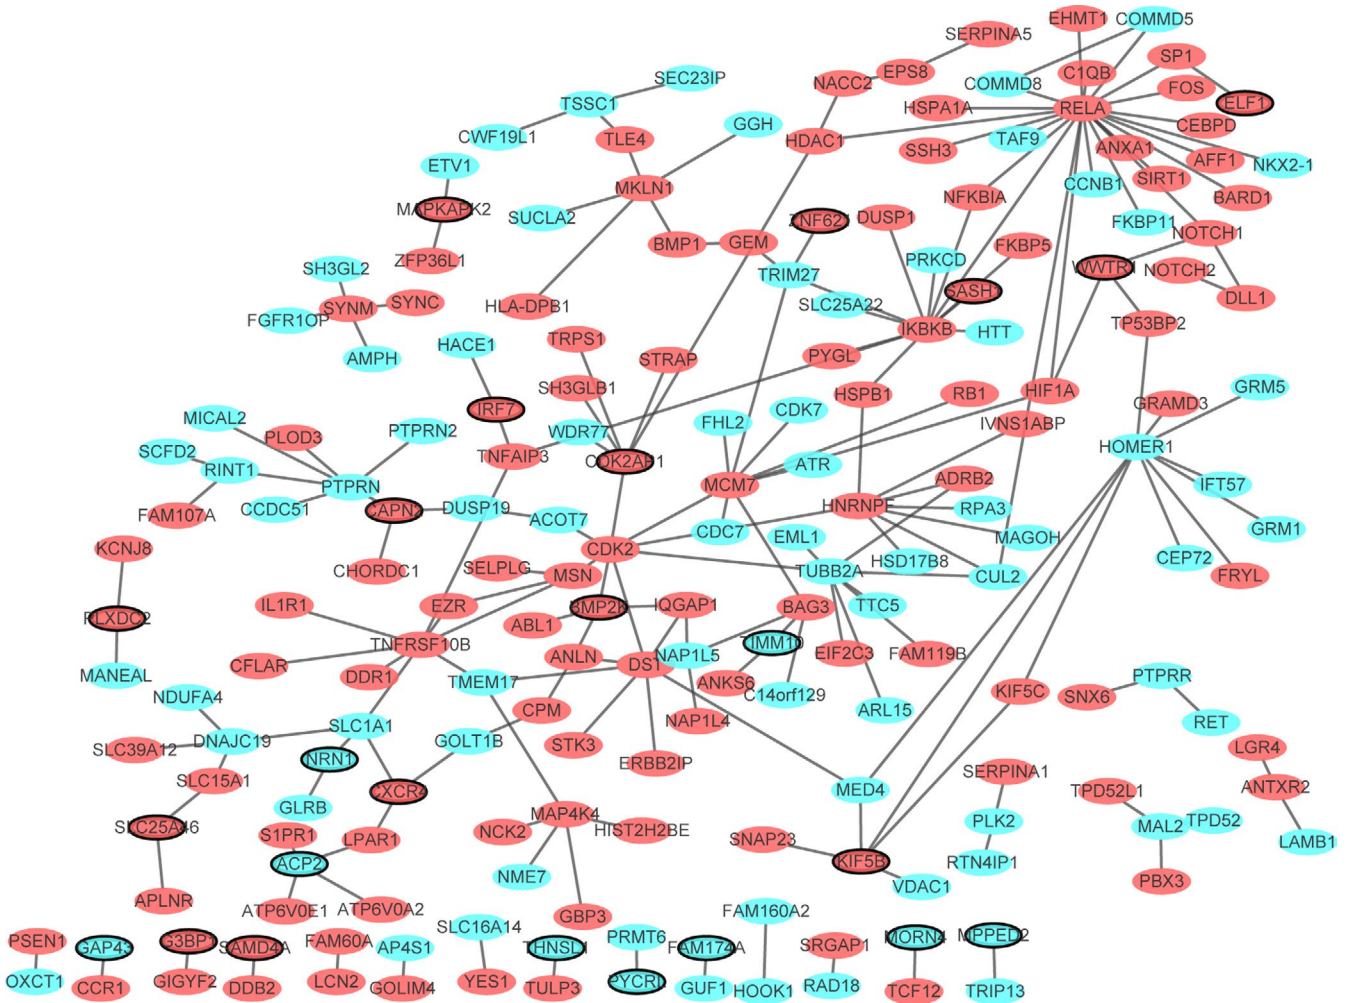 EHMT1
COMMD5
SERPINA5
SP1
SEC23IP
EPS8
C1QB
NACC2
COMMD8
FOS
TSSC1
ELF1
HSPA1A
RELA
GGH
CEBPD
CWF19L1
TLE4
HDAC1
TAF9
SSH3
ANXA1
AFF1
NKX2-1
ETV1
SIRT1
CCNB1
MKLN1
NFKBIA
BARD1
MAPKAPK2
SUCLA2
DUSP1
FKBP11
NOTCH1
BMP1
GEM
FKBP5
ZFP36L1
PRKCD
SH3GL2
TRIM27
WWTR1
NOTCH2
SASH1
DLL1
SYNM
SYNC
HLA-DPB1
SLC25A22
FGFR1OP
IKBKB
HTT
TP53BP2
TRPS1
HACE1
AMPH
STRAP
PYGL
SH3GLB1
HSPB1
RB1
HIF1A
GRM5
IRF7
CDK7
GRAMD3
MICAL2
FHL2
IVNS1ABP
PLOD3
PTPRN2
WDR77
HOMER1
SCFD2
TNFAIP3
CDK2AP1
ATR
RINT1
PTPRN
MCM7
ADRB2
IFT57
CCDC51
CAPN2
DUSP19
HNRNPF
RPA3
FAM107A
ACOT7
CDC7
GRM1
EML1
MAGOH
KCNJ8
CDK2
HSD17B8
CEP72
CHORDC1
SELPLG
MSN
TUBB2A
CUL2
FRYL
IL1R1
EZR
BMP2K
IQGAP1
BAG3
TTC5
PLXDC2
ABL1
TIMM10
CFLAR
TNFRSF10B
ANLN
DST
NAP1L5
EIF2C3
FAM119B
MANEAL
DDR1
TMEM17
ANKS6
C14orf129
KIF5C
SNX6
PTPRR
NDUFA4
CPM
NAP1L4
ARL15
RET
SLC1A1
SLC39A12
DNAJC19
GOLT1B
STK3
ERBB2IP
LGR4
NRN1
SERPINA1
SLC15A1
CXCR4
MED4
TPD52L1
ANTXR2
GLRB
MAP4K4
PLK2
MAL2
TPD52
SLC25A46
S1PR1
LPAR1
NCK2
HIST2H2BE
SNAP23
LAMB1
ACP2
KIF5B
RTN4IP1
NME7
VDAC1
PBX3
APLNR
ATP6V0E1
ATP6V0A2
GBP3
FAM160A2
SLC16A14
PSEN1
GAP43
G3BP1
SAMD4A
FAM60A
AP4S1
THNSL1
PRMT6
FAM174A
SRGAP1
MORN4
MPPED2
OXCT1
CCR1
GIGYF2
DDB2
LCN2
GOLIM4
YES1
TULP3
GUF1
HOOK1
RAD18
TCF12
TRIP13